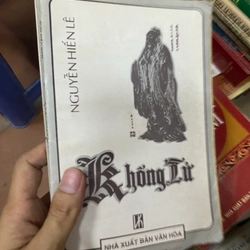 NGUYỄN HIẾN LÊ
Khổng Tử
NHÀ XUẤT BẢN VĂN HÓA